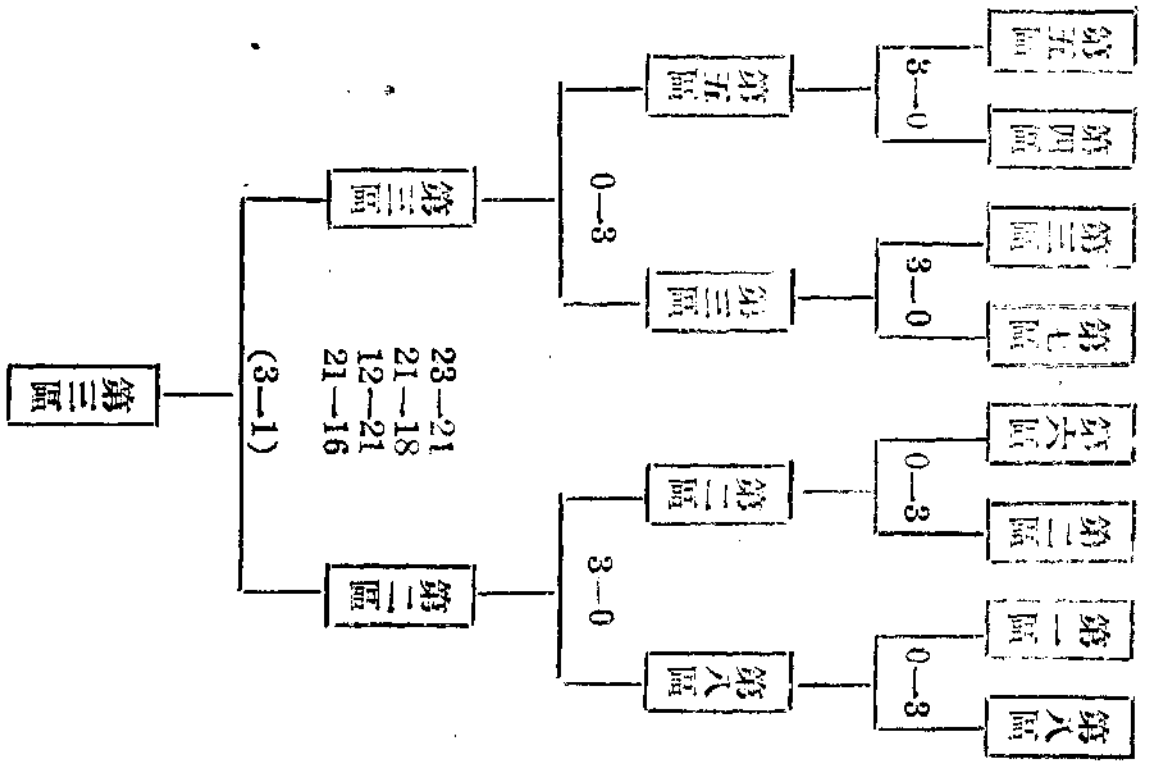 第三區
(3—1)
第三區
第二區
23—21
21—18
12—21
21—16
0—3
3—0
第五區
第三區
第二區
第八區
3—0
3—0
0—3
0—3
第五區
第四區
第三區
第七區
第六區
第二區
第一區
第八區